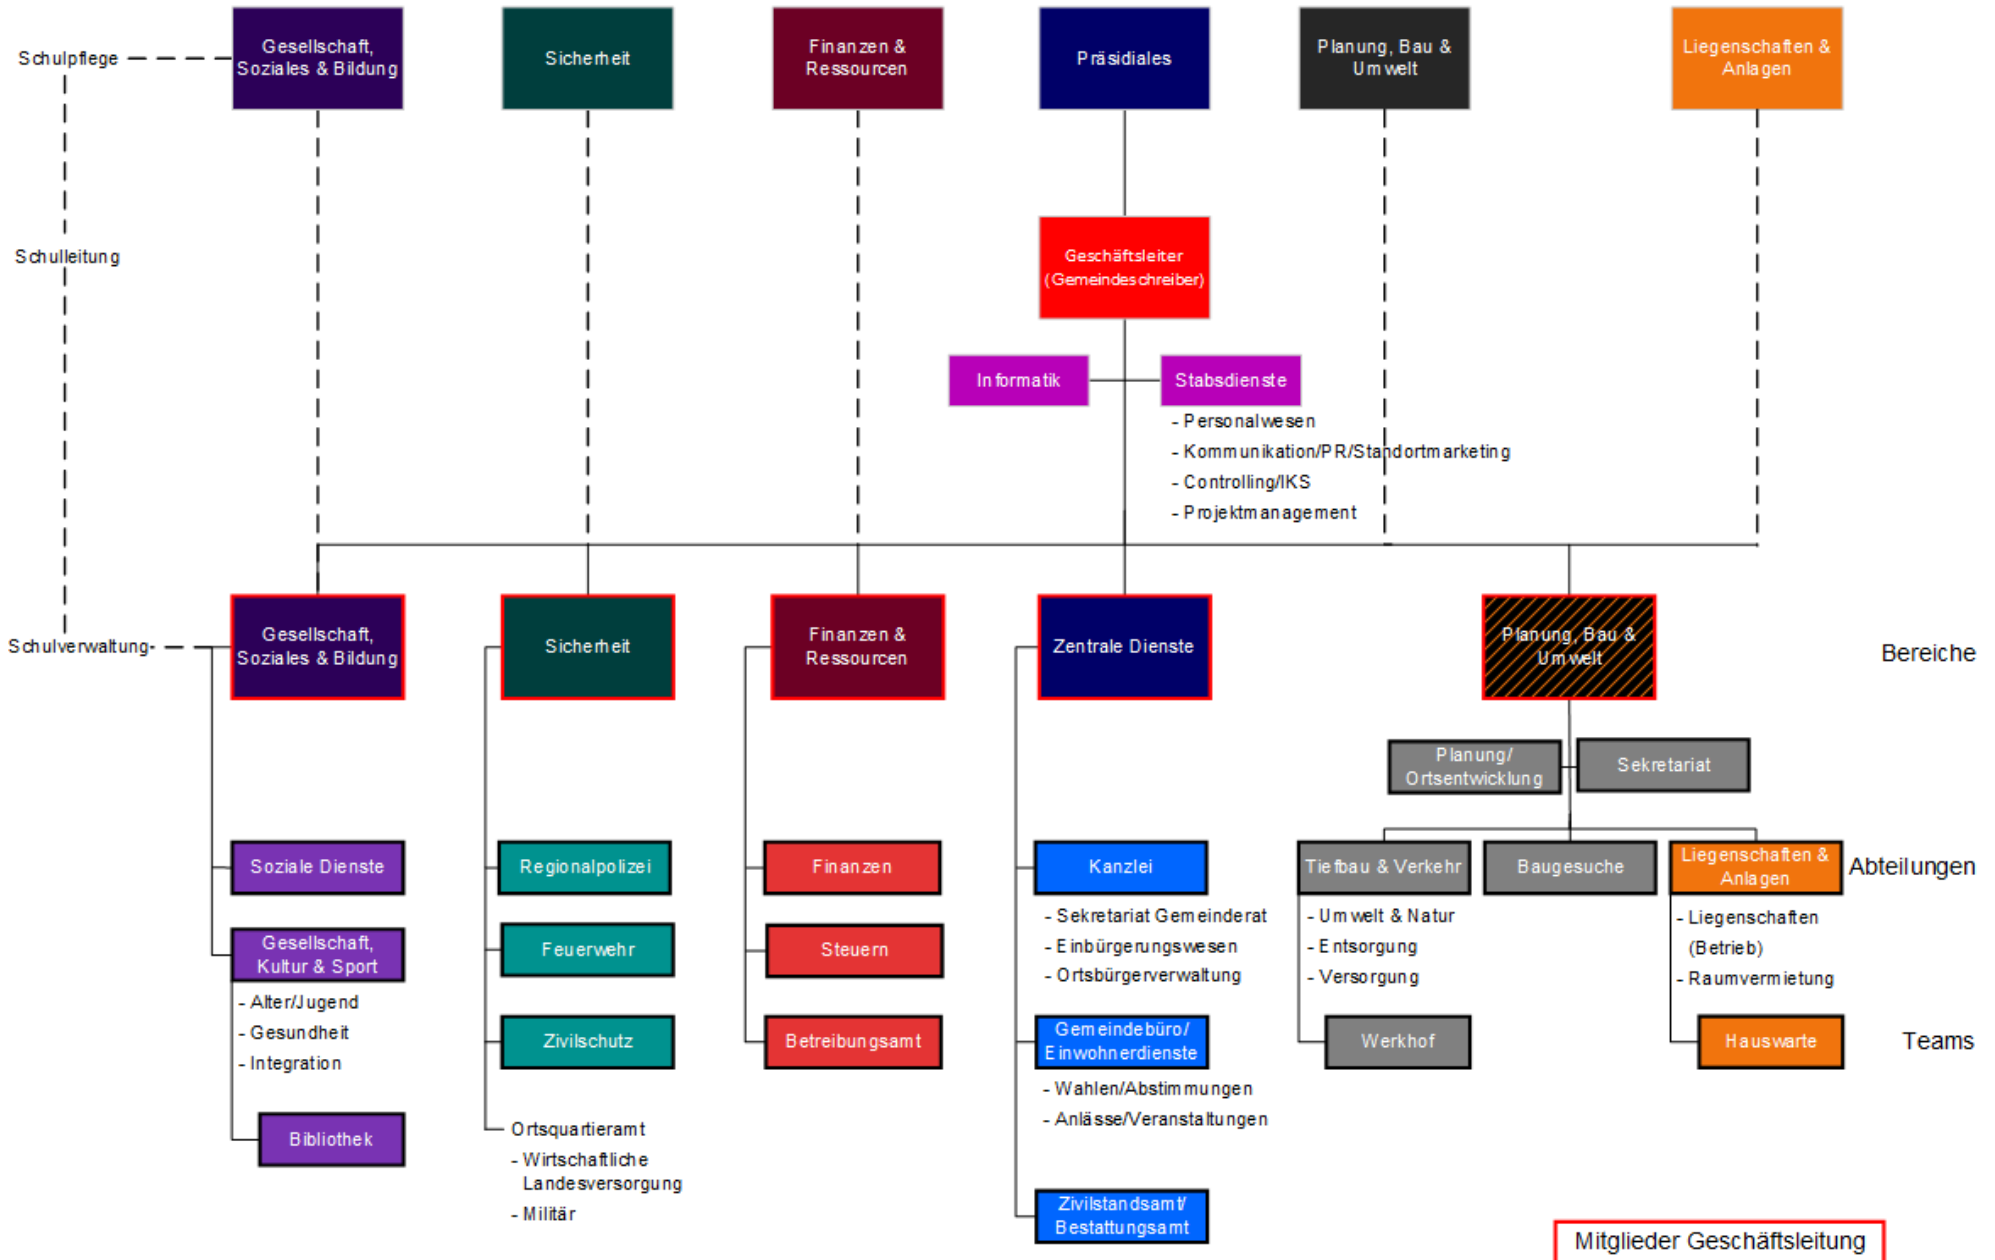 Schulpflege
Gesellschaft,
Soziales & Bildung
Sicherheit
Finanzen &
Ressourcen
Präsidiales
Planung, Bau &
Umwelt
Liegenschaften &
Anlagen
Schulleitung
Geschäftsleiter
(Gemeindeschreiber)
Informatik
Stabsdienste
- Personalwesen
- Kommunikation/PR/Standortmarketing
- Controlling/IKS
- Projektmanagement
Schulverwaltung
Gesellschaft,
Soziales & Bildung
Sicherheit
Finanzen &
Ressourcen
Zentrale Dienste
Planung, Bau &
Umwelt
Bereiche
Planung/
Ortsentwicklung
Sekretariat
Soziale Dienste
Regionalpolizei
Finanzen
Kanzlei
Tiefbau & Verkehr
Baugesuche
Liegenschaften &
Anlagen
Abteilungen
- Sekretariat Gemeinderat
- Einbürgerungswesen
- Ortsbürgerverwaltung
- Umwelt & Natur
- Entsorgung
- Versorgung
- Liegenschaften
(Betrieb)
- Raumvermietung
Gesellschaft,
Kultur & Sport
- Alter/Jugend
- Gesundheit
- Integration
Feuerwehr
Steuern
Zivilschutz
Betreibungsamt
Gemeindebüro/
Einwohnerdienste
- Wahlen/Abstimmungen
- Anlässe/Veranstaltungen
Werkhof
Hauswarte
Teams
Bibliothek
Ortsquartieramt
- Wirtschaftliche
Landesversorgung
- Militär
Zivilstandsamt/
Bestattungsamt
Mitglieder Geschäftsleitung